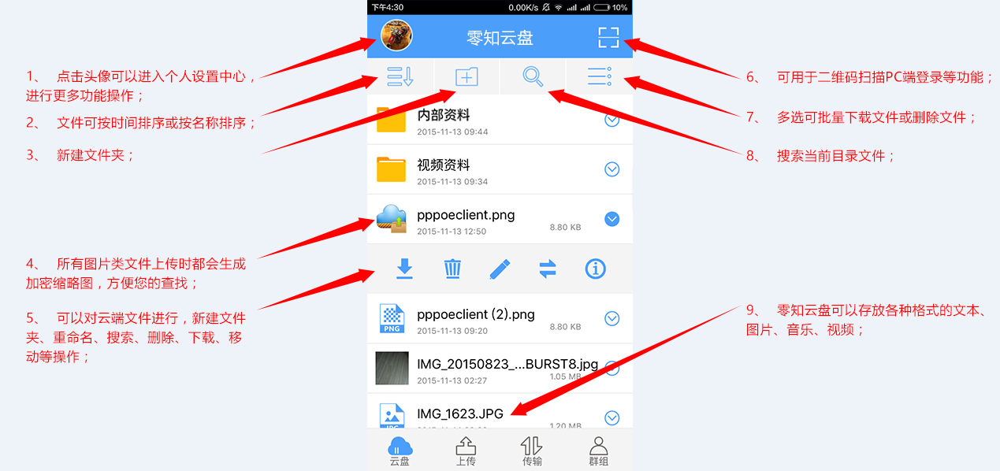 下午4:30
0.00K/s
10%
零知云盘
1、 点击头像可以进入个人设置中心，
进行更多功能操作；
2、 文件可按时间排序或按名称排序；
3、 新建文件夹；
4、 所有图片类文件上传时都会生成
加密缩略图，方便您的查找；
5、 可以对云端文件进行，新建文件
夹、重命名、搜索、删除、下载、移
动等操作；
内部资料
2015-11-13 09:44
视频资料
2015-11-13 09:34
pppoeclient.png
2015-11-13 12:50
8.80 KB
PNG
pppoeclient (2).png
2015-11-13 09:20
8.80 KB
IMG_20150823_...BURST8.jpg
2015-11-13 02:27
1.05 MB
IMG_1623.JPG
1.20 MB
云盘
上传
传输
群组
6、 可用于二维码扫描PC端登录等功能；
7、 多选可批量下载文件或删除文件；
8、 搜索当前目录文件；
9、 零知云盘可以存放各种格式的文本、
图片、音乐、视频；